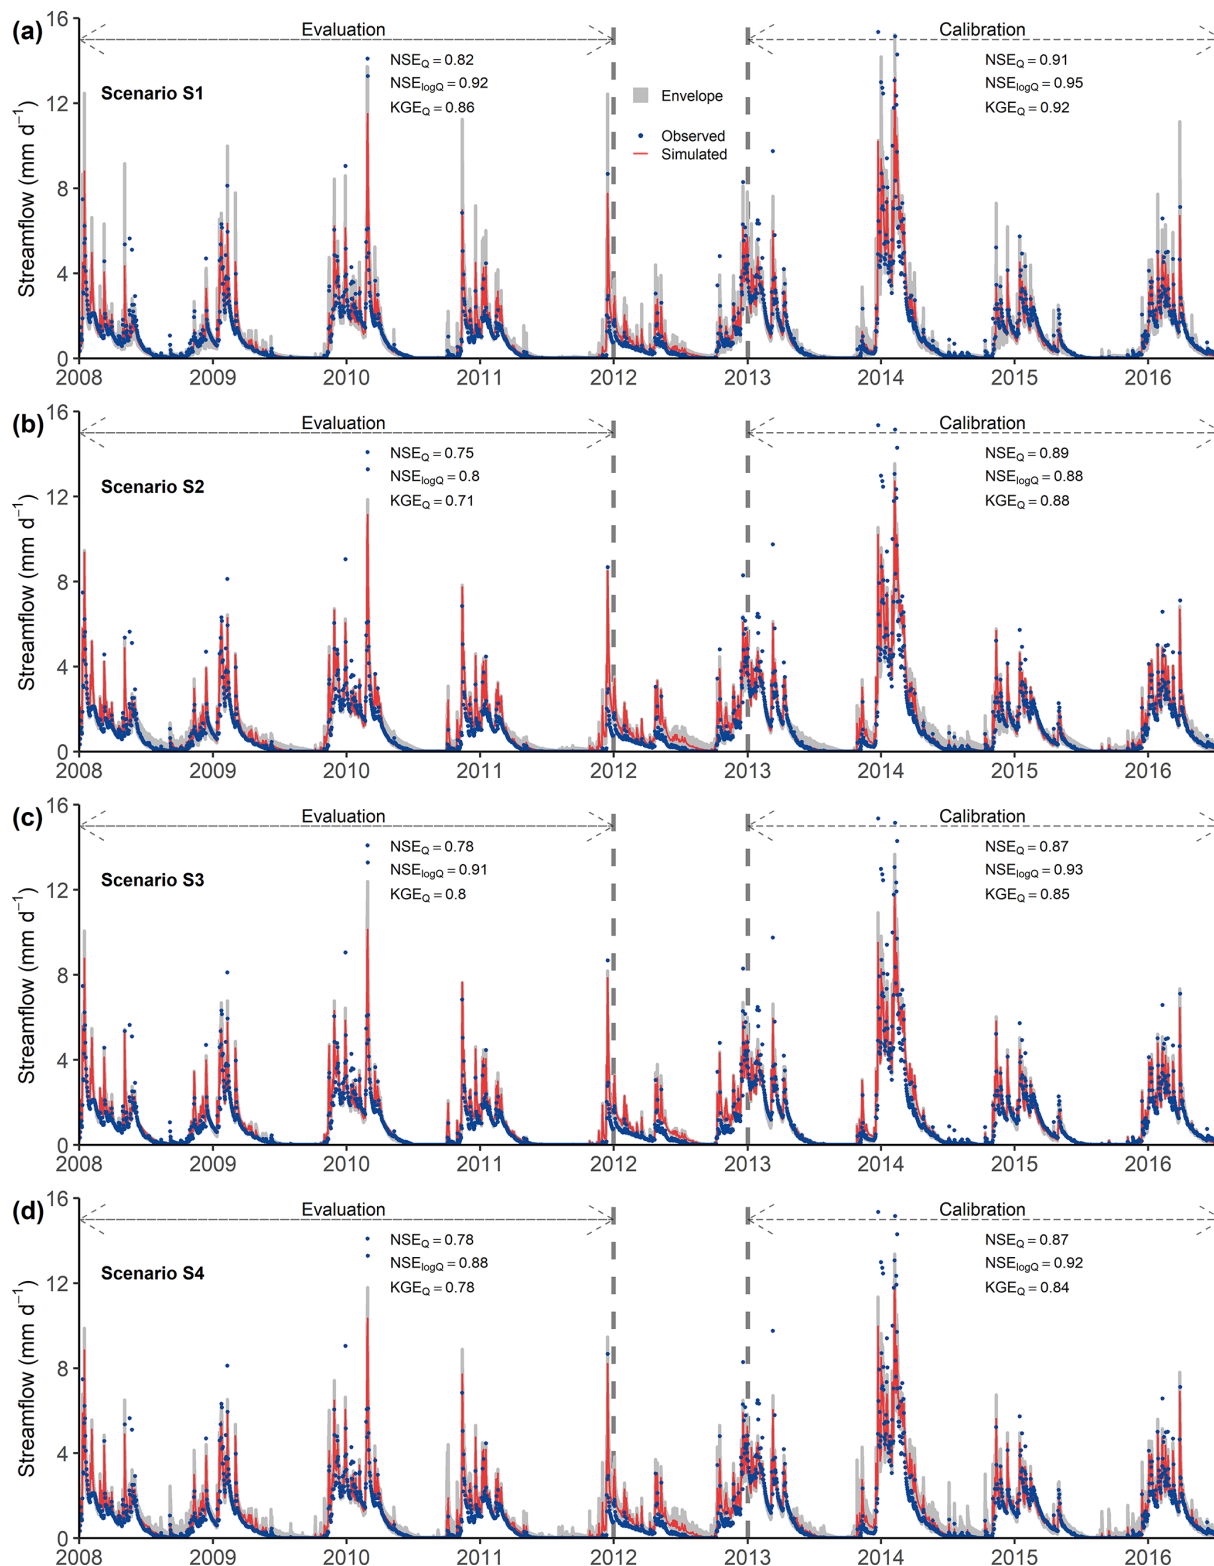 (a)
16
Evaluation
Calibration
NSE_Q = 0.82
NSE_logQ = 0.92
KGE_Q = 0.86
NSE_Q = 0.91
NSE_logQ = 0.95
KGE_Q = 0.92
Scenario S1
Envelope
Observed
Simulated
Streamflow (mm d⁻¹)
12
8
4
0
2008 2009 2010 2011 2012 2013 2014 2015 2016
(b)
16
Evaluation
Calibration
NSE_Q = 0.75
NSE_logQ = 0.8
KGE_Q = 0.71
NSE_Q = 0.89
NSE_logQ = 0.88
KGE_Q = 0.88
Scenario S2
Streamflow (mm d⁻¹)
12
8
4
0
2008 2009 2010 2011 2012 2013 2014 2015 2016
(c)
16
Evaluation
Calibration
NSE_Q = 0.78
NSE_logQ = 0.91
KGE_Q = 0.8
NSE_Q = 0.87
NSE_logQ = 0.93
KGE_Q = 0.85
Scenario S3
Streamflow (mm d⁻¹)
12
8
4
0
2008 2009 2010 2011 2012 2013 2014 2015 2016
(d)
16
Evaluation
Calibration
NSE_Q = 0.78
NSE_logQ = 0.88
KGE_Q = 0.78
NSE_Q = 0.87
NSE_logQ = 0.92
KGE_Q = 0.84
Scenario S4
Streamflow (mm d⁻¹)
12
8
4
0
2008 2009 2010 2011 2012 2013 2014 2015 2016